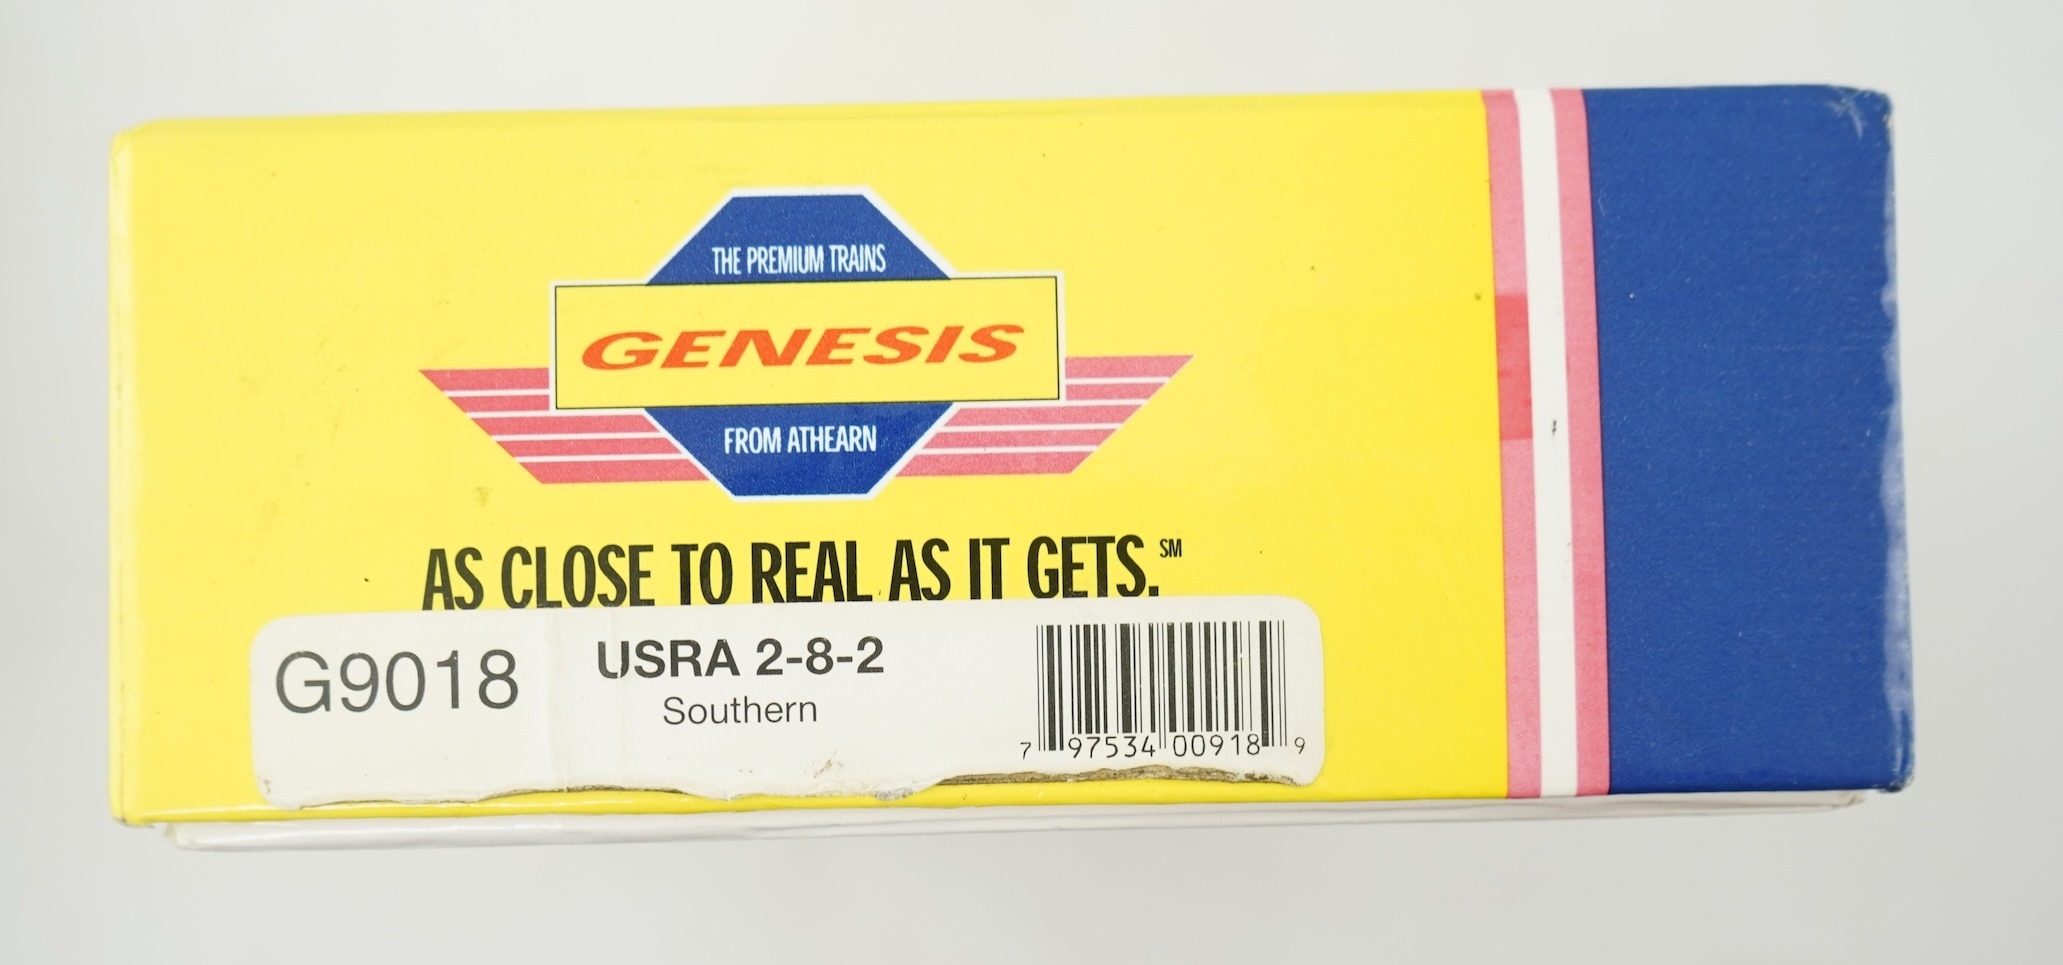 THE PREMIUM TRAINS
GENESIS
FROM ATHEARN
AS CLOSE TO REAL AS IT GETS.℠
G9018
USRA 2-8-2
Southern
7 97534 00918 9